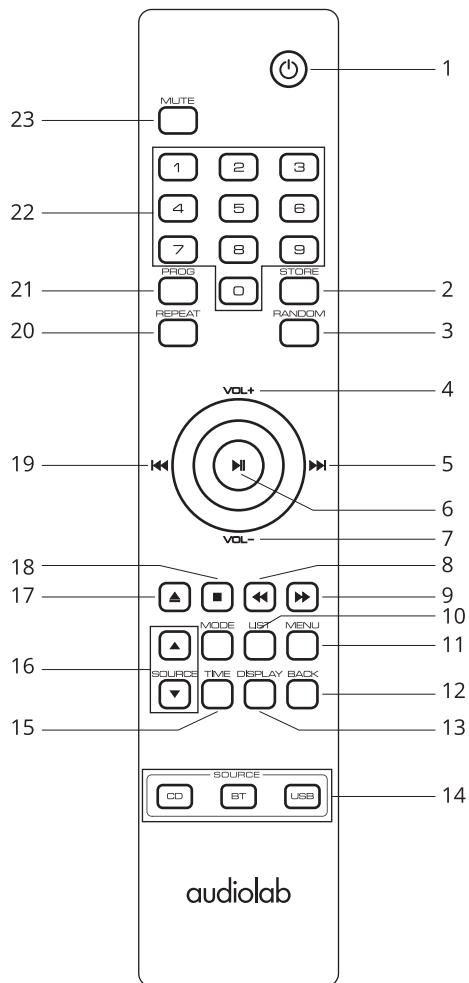 1
MUTE
23
1 2 3
22
4 5 6
7 8 9
PROG STORE
21 0 2
REPEAT RANDOM
20 3
VOL+ 4
19 5
6
VOL- 7
18 8
17 9
10
MODE LIST MENU
16 11
SOURCE TIME DISPLAY BACK
12
15 13
SOURCE
CD BT USB 14
audiolab